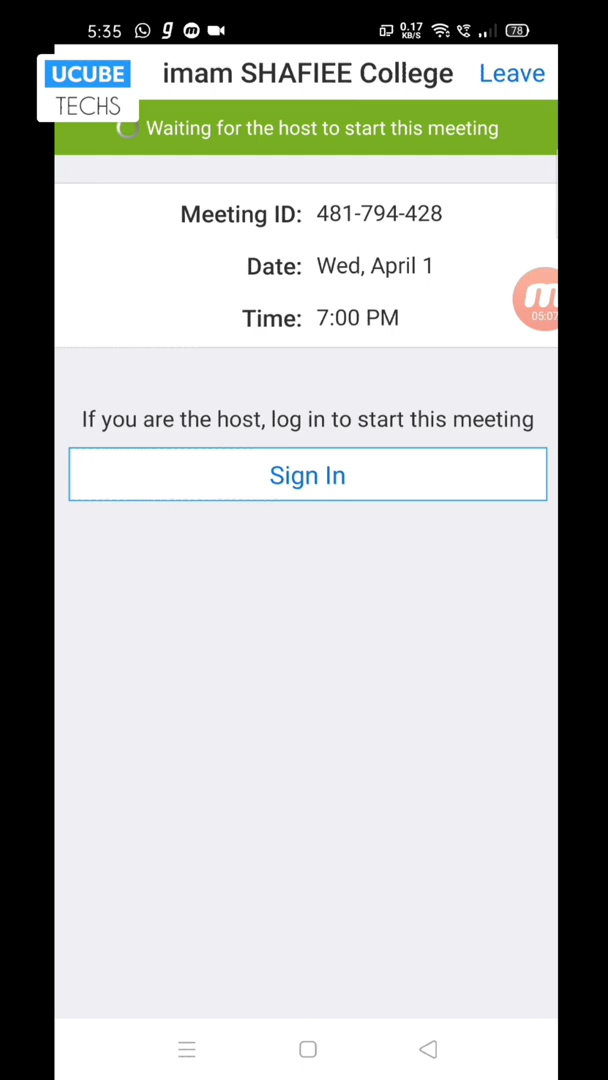 5:35 0.17 KB/S 78
UCUBE
TECHS
imam SHAFIEE College Leave
Waiting for the host to start this meeting
Meeting ID: 481-794-428
Date: Wed, April 1
Time: 7:00 PM
05:07
If you are the host, log in to start this meeting
Sign In